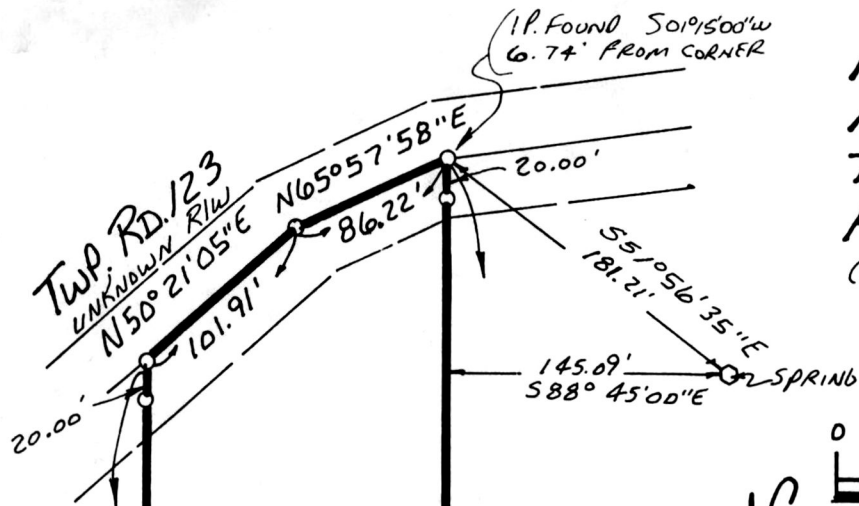 I.P. FOUND S01°15'00"W
6.74' FROM CORNER
20.00'
N65°57'58"E
86.22'
TWP. RD. 123
UNKNOWN R/W
N50°21'05"E
101.91'
20.00'
S51°56'35"E
181.21'
145.09'
S88°45'00"E
SPRING
0